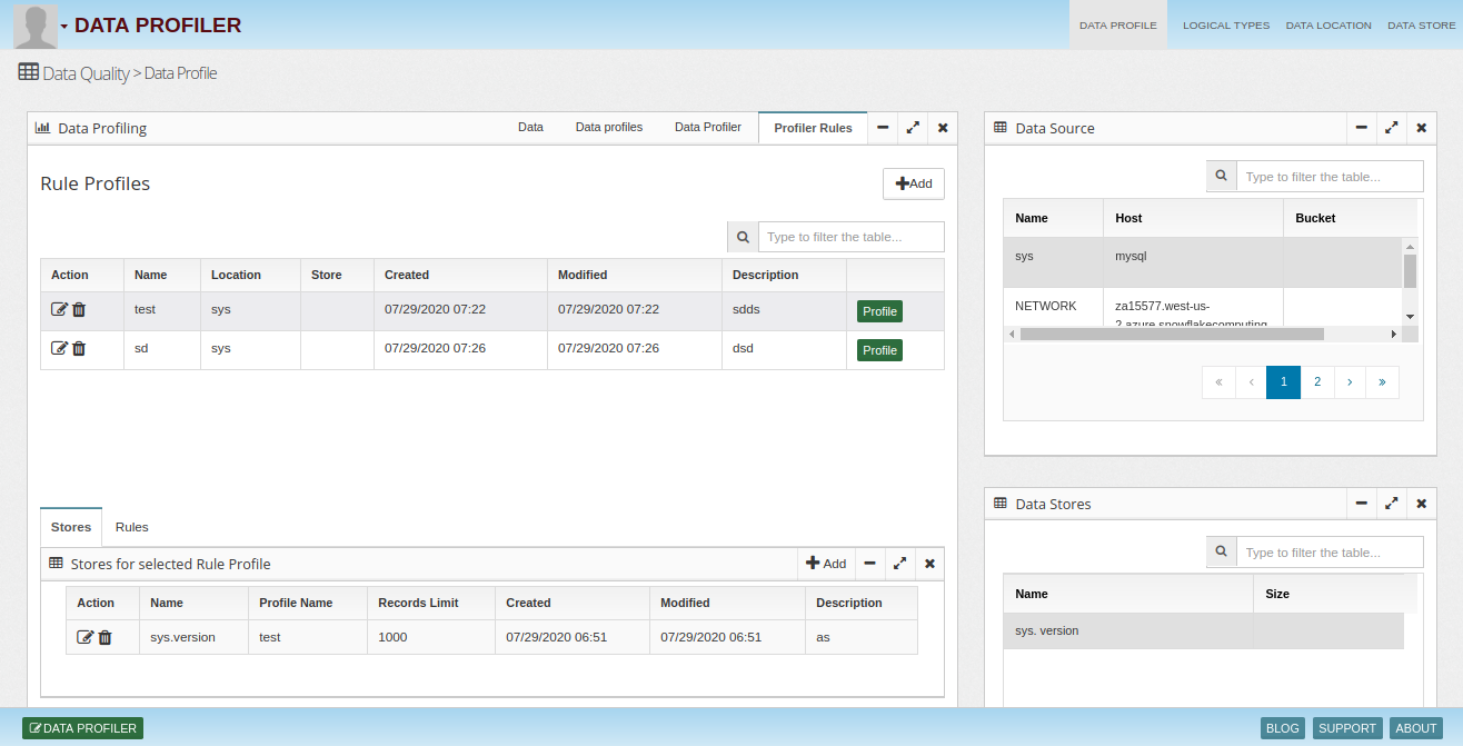 DATA PROFILER
DATA PROFILE LOGICAL TYPES DATA LOCATION DATA STORE
Data Quality > Data Profile
Data Profiling Data Data profiles Data Profiler Profiler Rules
Rule Profiles
Add
Type to filter the table...
Action Name Location Store Created Modified Description
test sys 07/29/2020 07:22 07/29/2020 07:22 sdds Profile
sd sys 07/29/2020 07:26 07/29/2020 07:26 dsd Profile
Stores Rules
Stores for selected Rule Profile Add
Action Name Profile Name Records Limit Created Modified Description
sys.version test 1000 07/29/2020 06:51 07/29/2020 06:51 as
Data Source
Type to filter the table...
Name Host Bucket
sys mysql
NETWORK za15577.west-us-
2.azure.snowflakecomputing
« ‹ 1 2 › »
Data Stores
Type to filter the table...
Name Size
sys. version
DATA PROFILER
BLOG SUPPORT ABOUT